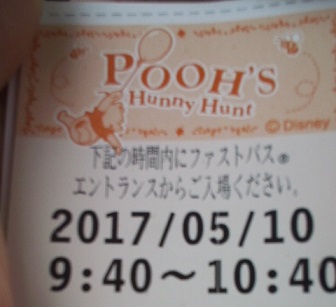 POOH'S
Hunny Hunt
© Disney
下記の時間内にファストパス®
エントランスからご入場ください。
2017/05/10
9:40～10:40